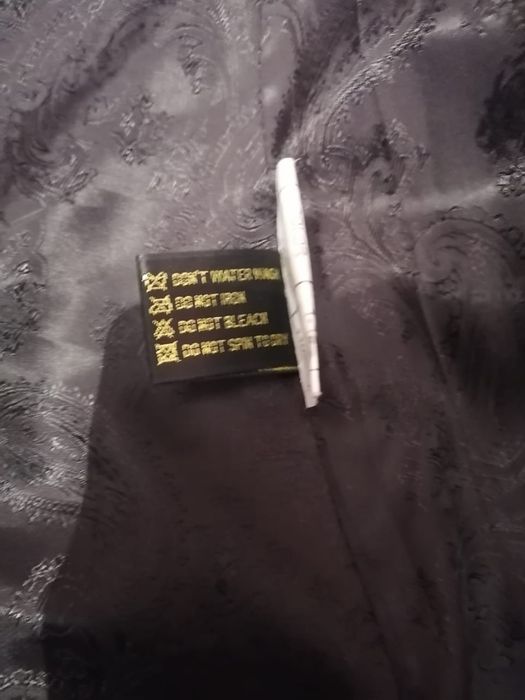 DON'T WATER WASH
DO NOT IRON
DO NOT BLEACH
DO NOT SPIN TO DRY